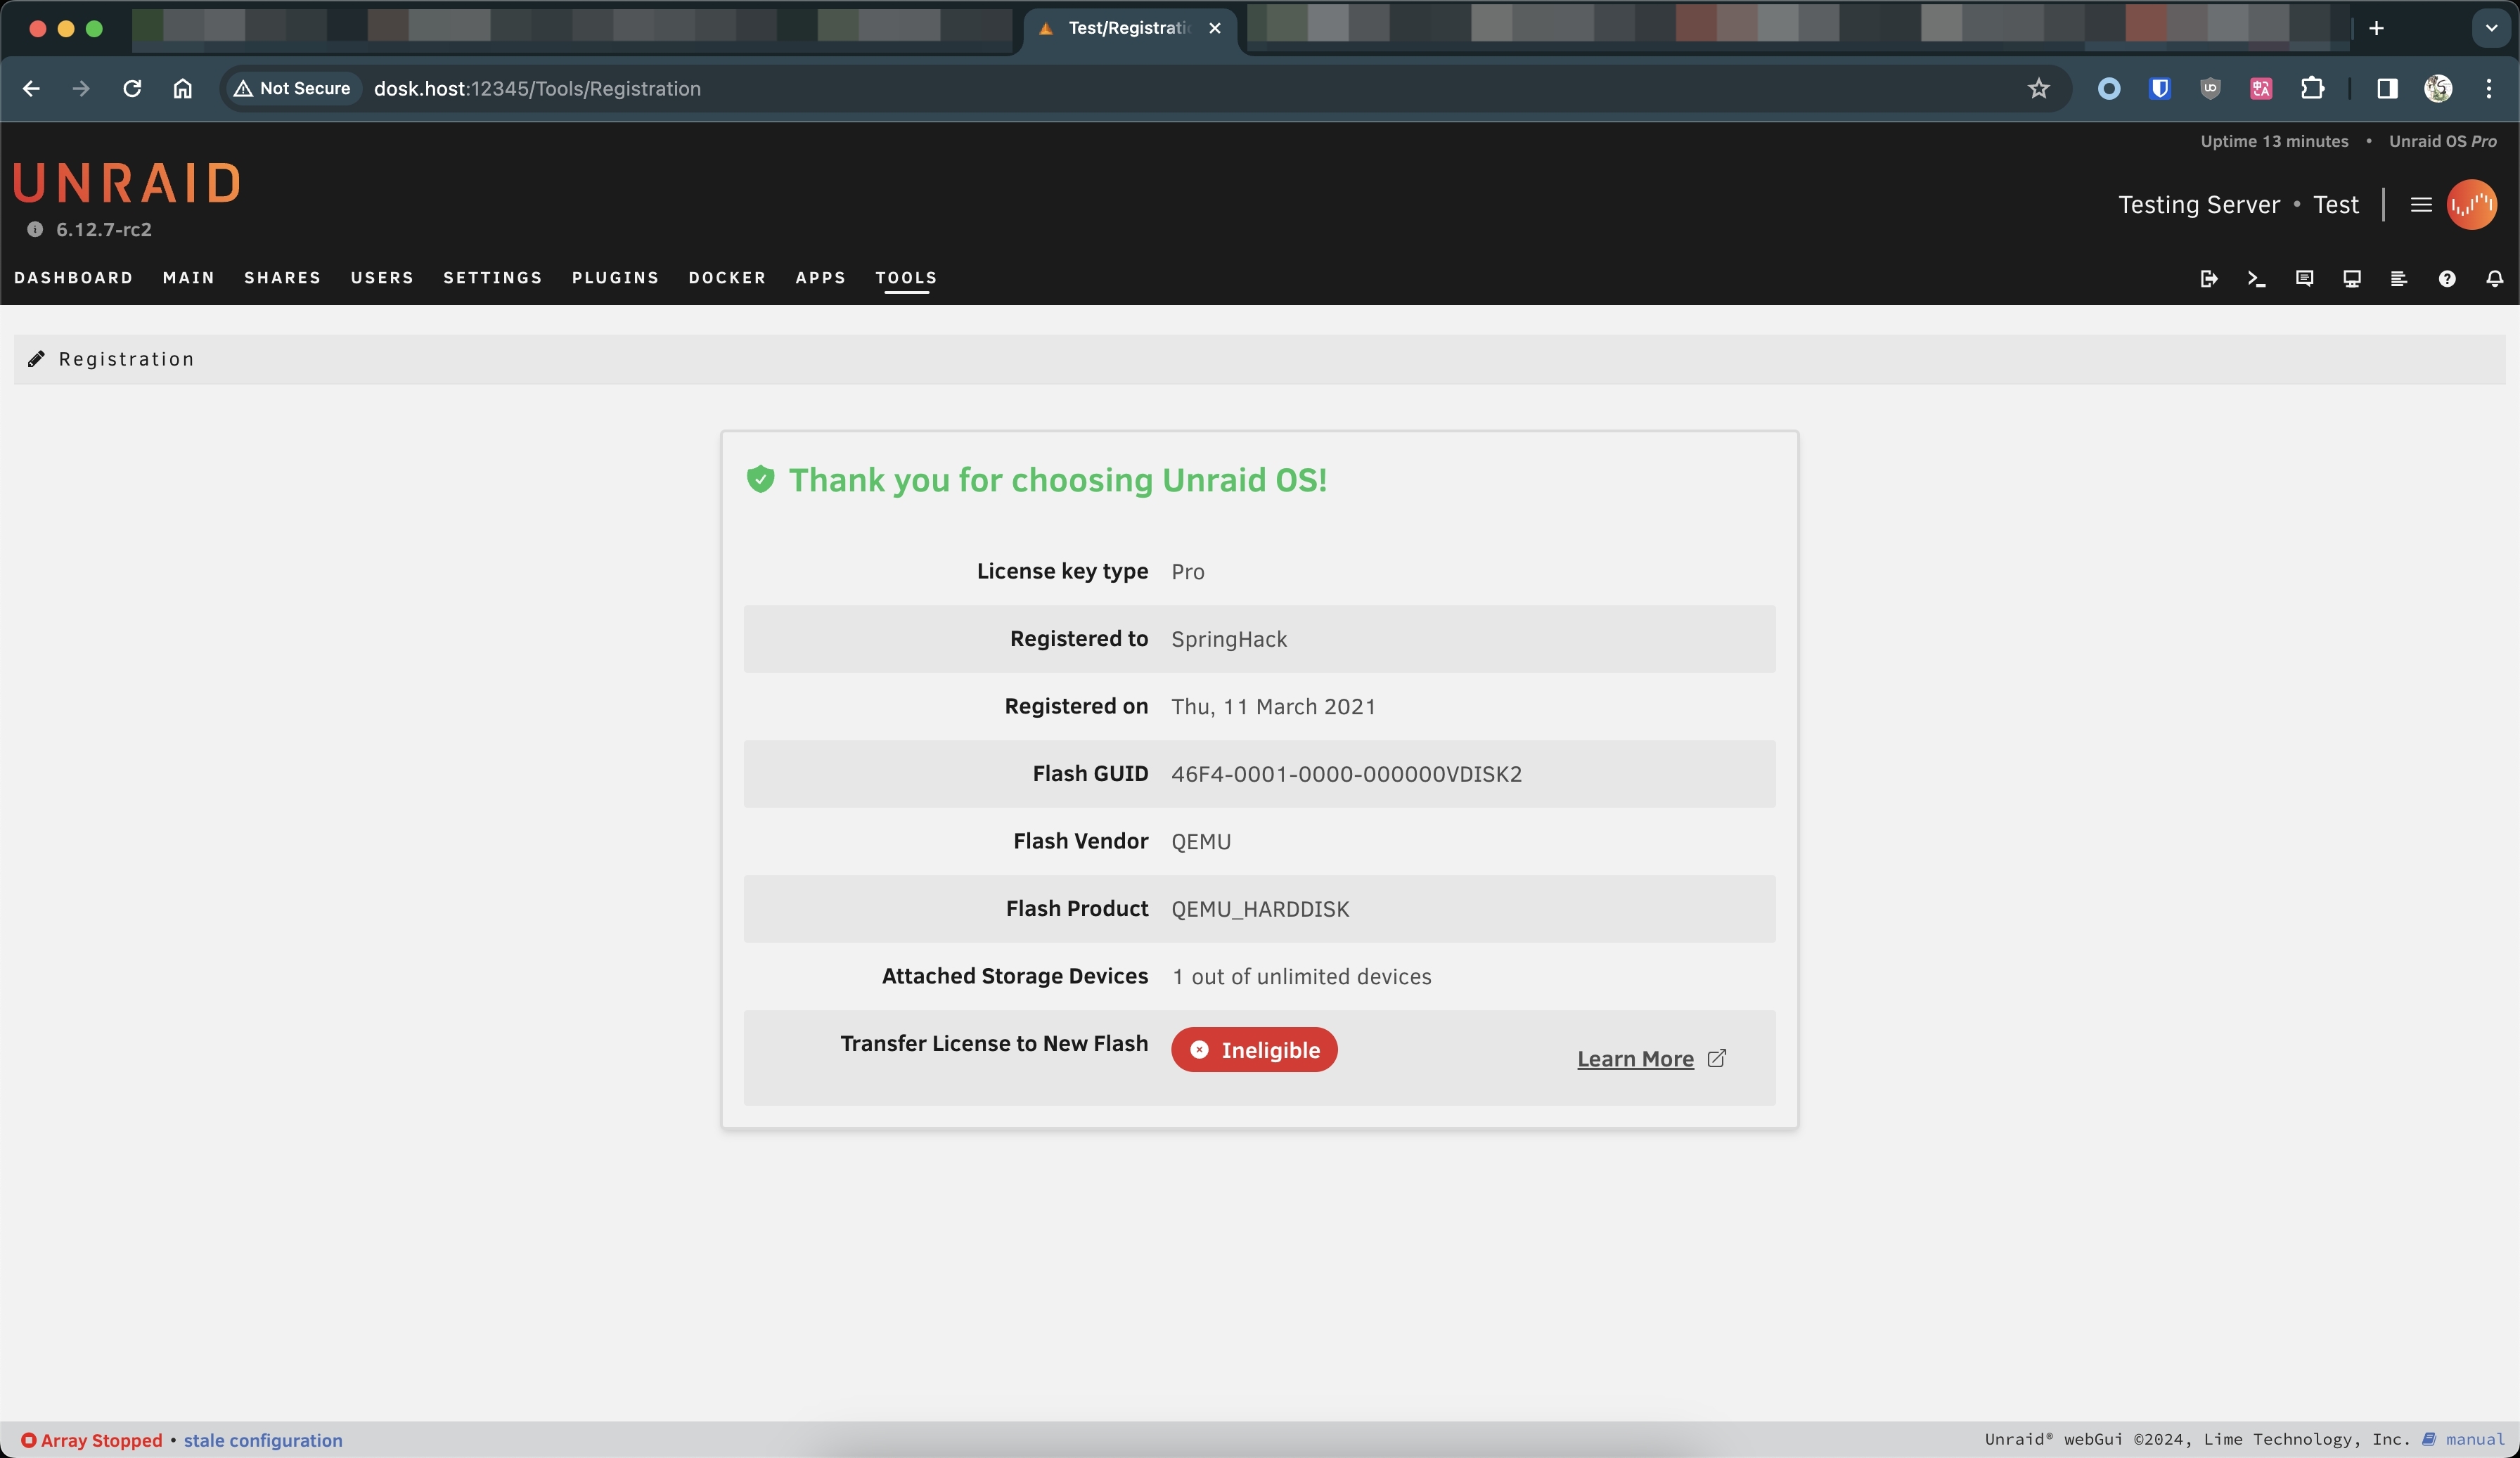 Test/Registrati
Not Secure dosk.host:12345/Tools/Registration
Uptime 13 minutes • Unraid OS Pro
UNRAID
6.12.7-rc2
Testing Server • Test
DASHBOARD MAIN SHARES USERS SETTINGS PLUGINS DOCKER APPS TOOLS
Registration
Thank you for choosing Unraid OS!
License key type Pro
Registered to SpringHack
Registered on Thu, 11 March 2021
Flash GUID 46F4-0001-0000-000000VDISK2
Flash Vendor QEMU
Flash Product QEMU_HARDDISK
Attached Storage Devices 1 out of unlimited devices
Transfer License to New Flash Ineligible Learn More
Array Stopped • stale configuration
Unraid® webGui ©2024, Lime Technology, Inc. manual